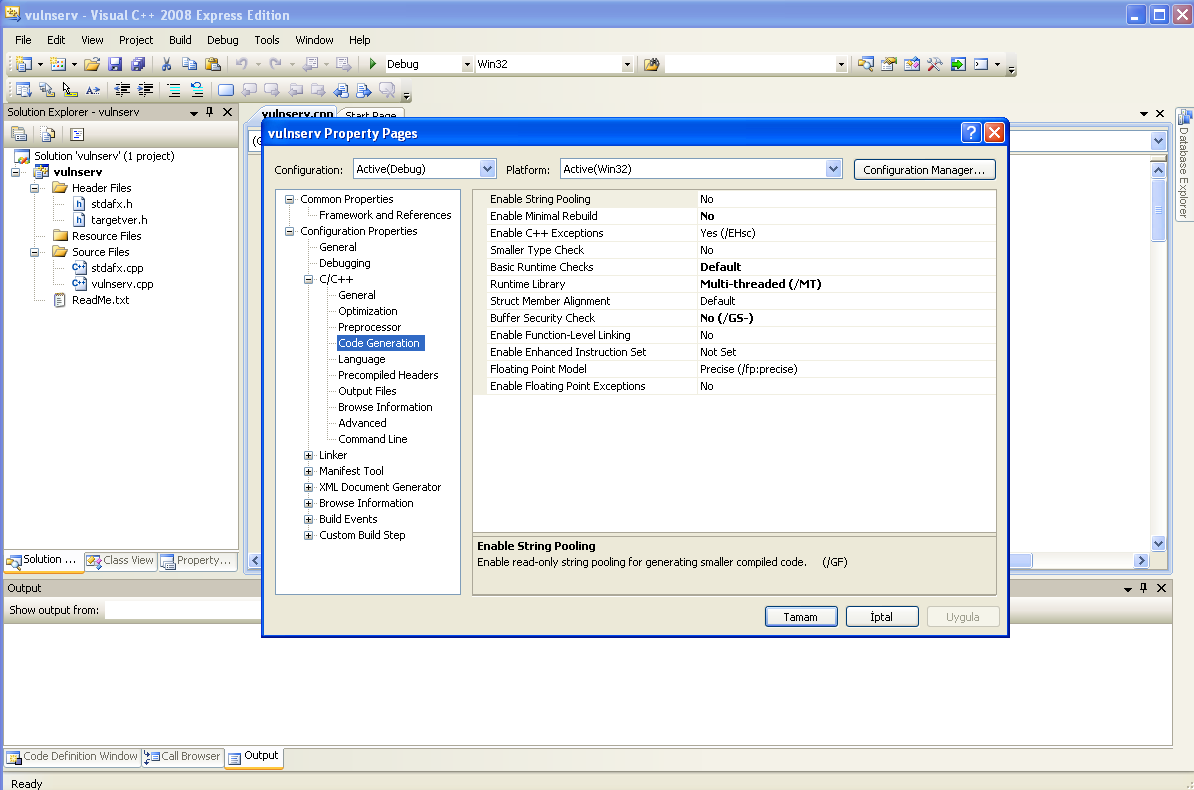 vulnserv - Visual C++ 2008 Express Edition
File Edit View Project Build Debug Tools Window Help
Debug Win32
Solution Explorer - vulnserv
vulnserv.cpp Start Page
Solution 'vulnserv' (1 project)
vulnserv
Header Files
stdafx.h
targetver.h
Resource Files
Source Files
stdafx.cpp
vulnserv.cpp
ReadMe.txt
Solution ... Class View Property...
vulnserv Property Pages
Configuration: Active(Debug) Platform: Active(Win32) Configuration Manager...
Common Properties
Framework and References
Configuration Properties
General
Debugging
C/C++
General
Optimization
Preprocessor
Code Generation
Language
Precompiled Headers
Output Files
Browse Information
Advanced
Command Line
Linker
Manifest Tool
XML Document Generator
Browse Information
Build Events
Custom Build Step
Enable String Pooling No
Enable Minimal Rebuild No
Enable C++ Exceptions Yes (/EHsc)
Smaller Type Check No
Basic Runtime Checks Default
Runtime Library Multi-threaded (/MT)
Struct Member Alignment Default
Buffer Security Check No (/GS-)
Enable Function-Level Linking No
Enable Enhanced Instruction Set Not Set
Floating Point Model Precise (/fp:precise)
Enable Floating Point Exceptions No
Enable String Pooling
Enable read-only string pooling for generating smaller compiled code. (/GF)
Tamam İptal Uygula
Database Explorer
Output
Show output from:
Code Definition Window Call Browser Output
Ready